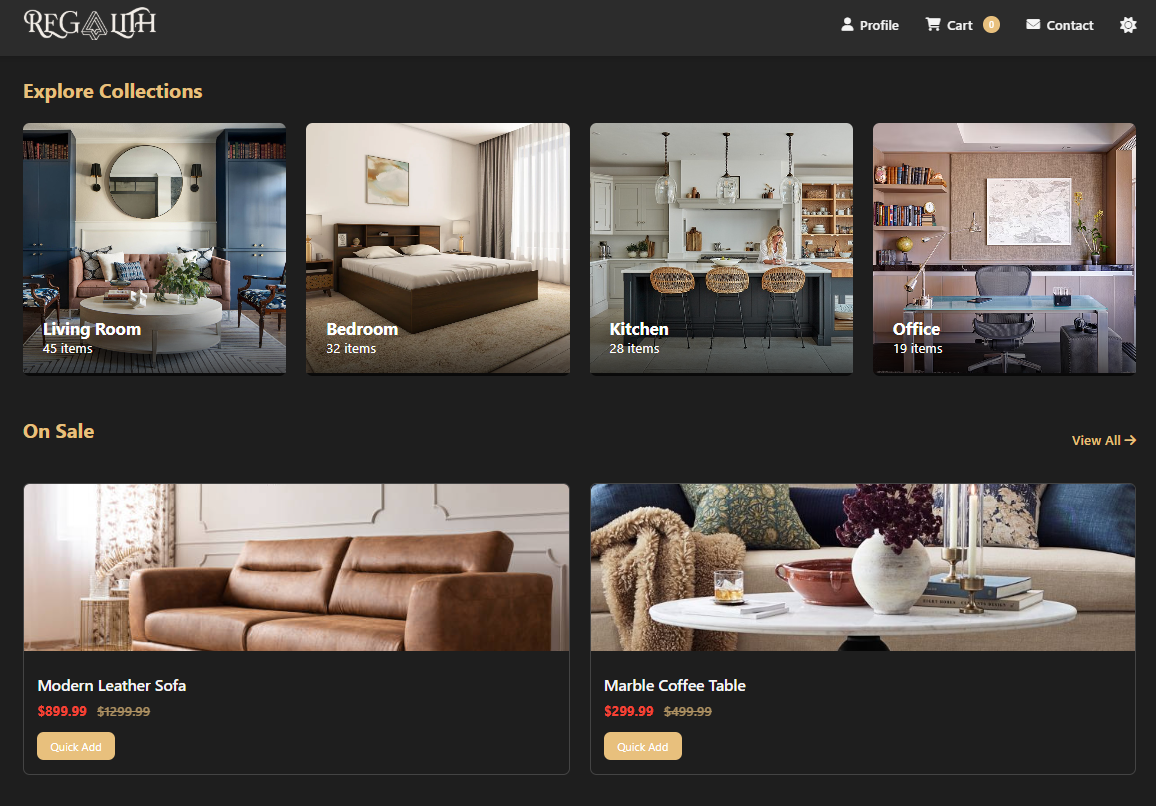 REGALITH
Profile
Cart
0
Contact
Explore Collections
Living Room
45 items
Bedroom
32 items
Kitchen
28 items
Office
19 items
On Sale
View All →
Modern Leather Sofa
$899.99 $1299.99
Quick Add
Marble Coffee Table
$299.99 $499.99
Quick Add